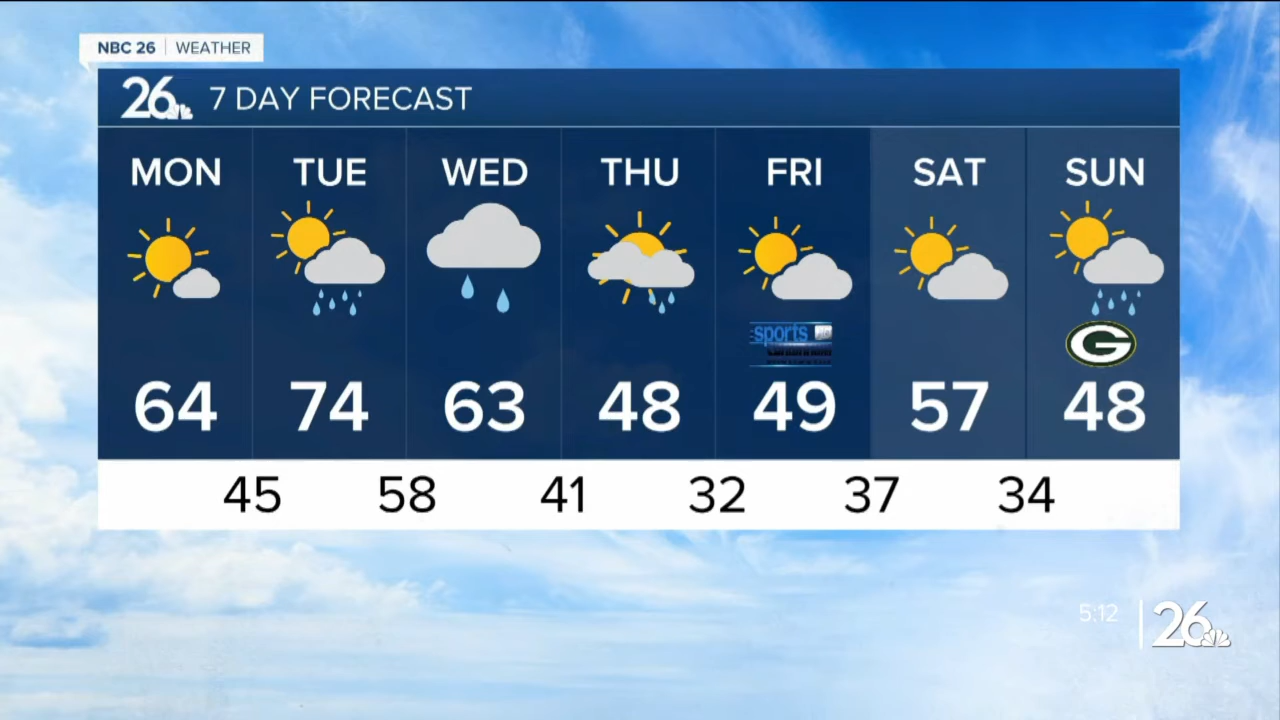 NBC 26 WEATHER
26 7 DAY FORECAST
MON TUE WED THU FRI SAT SUN
sports
G
64 74 63 48 49 57 48
45 58 41 32 37 34
5:12 26